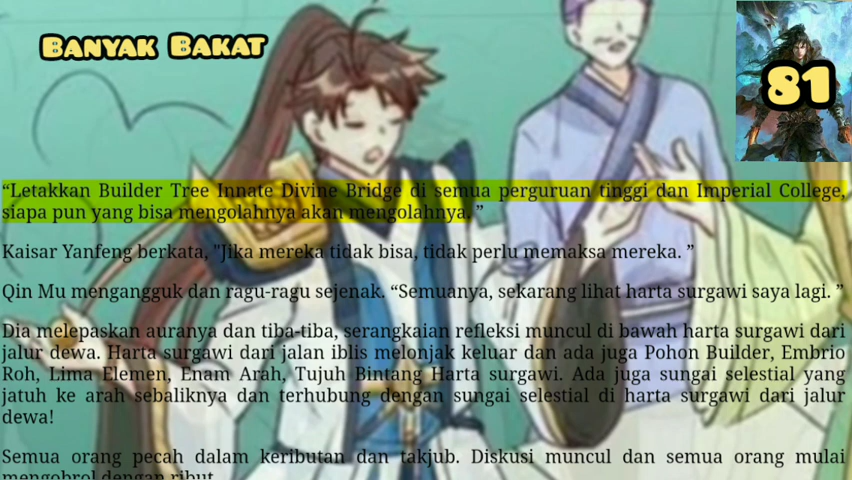 BANYAK BAKAT
81
“Letakkan Builder Tree Innate Divine Bridge di semua perguruan tinggi dan Imperial College,
siapa pun yang bisa mengolahnya akan mengolahnya. ”
Kaisar Yanfeng berkata, "Jika mereka tidak bisa, tidak perlu memaksa mereka. ”
Qin Mu mengangguk dan ragu-ragu sejenak. “Semuanya, sekarang lihat harta surgawi saya lagi. ”
Dia melepaskan auranya dan tiba-tiba, serangkaian refleksi muncul di bawah harta surgawi dari
jalur dewa. Harta surgawi dari jalan iblis melonjak keluar dan ada juga Pohon Builder, Embrio
Roh, Lima Elemen, Enam Arah, Tujuh Bintang Harta surgawi. Ada juga sungai selestial yang
jatuh ke arah sebaliknya dan terhubung dengan sungai selestial di harta surgawi dari jalur
dewa!
Semua orang pecah dalam keributan dan takjub. Diskusi muncul dan semua orang mulai
mengobrol dengan ribut.